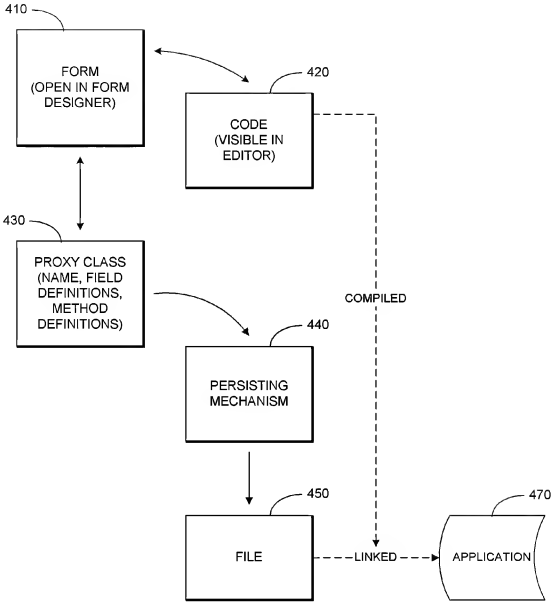 410
FORM
(OPEN IN FORM
DESIGNER)
420
CODE
(VISIBLE IN
EDITOR)
430
PROXY CLASS
(NAME, FIELD
DEFINITIONS,
METHOD
DEFINITIONS)
COMPILED
440
PERSISTING
MECHANISM
450
FILE
LINKED
470
APPLICATION